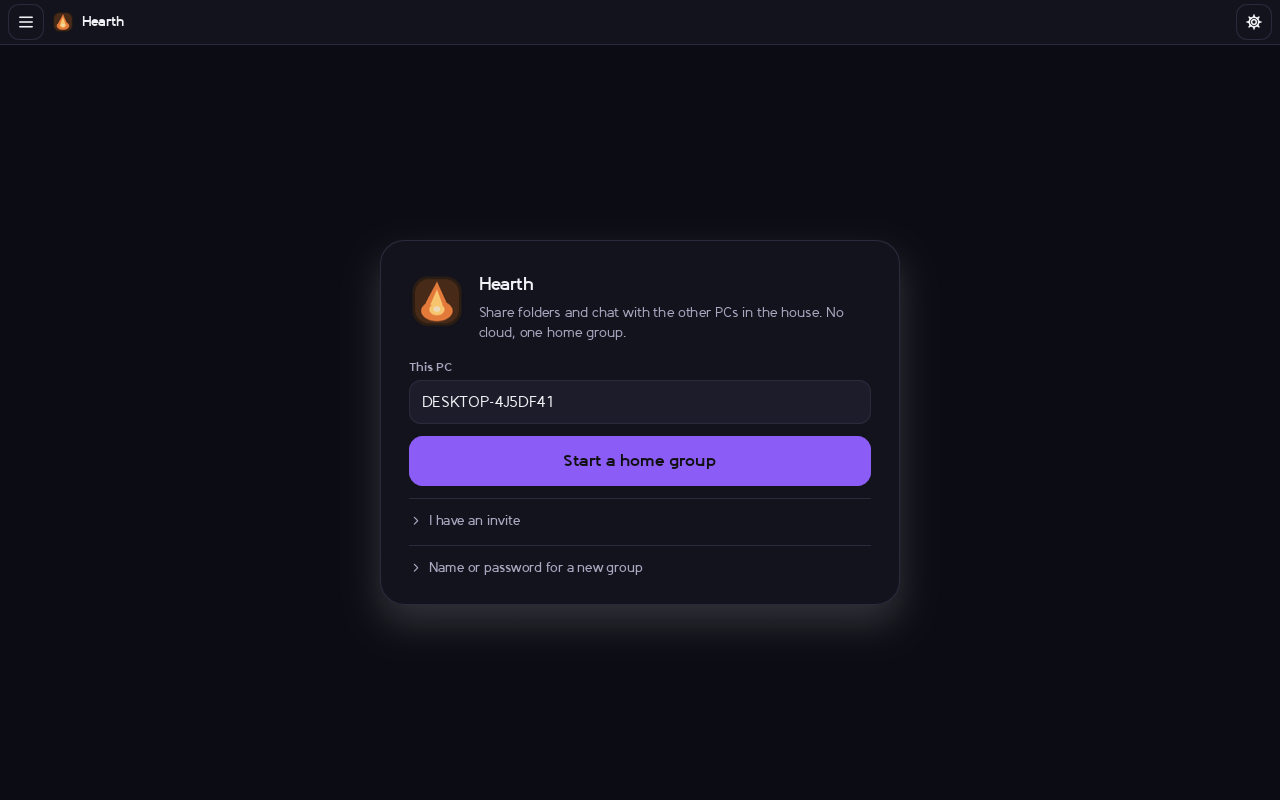 Hearth
Hearth
Share folders and chat with the other PCs in the house. No
cloud, one home group.
This PC
DESKTOP-4J5DF41
Start a home group
I have an invite
Name or password for a new group